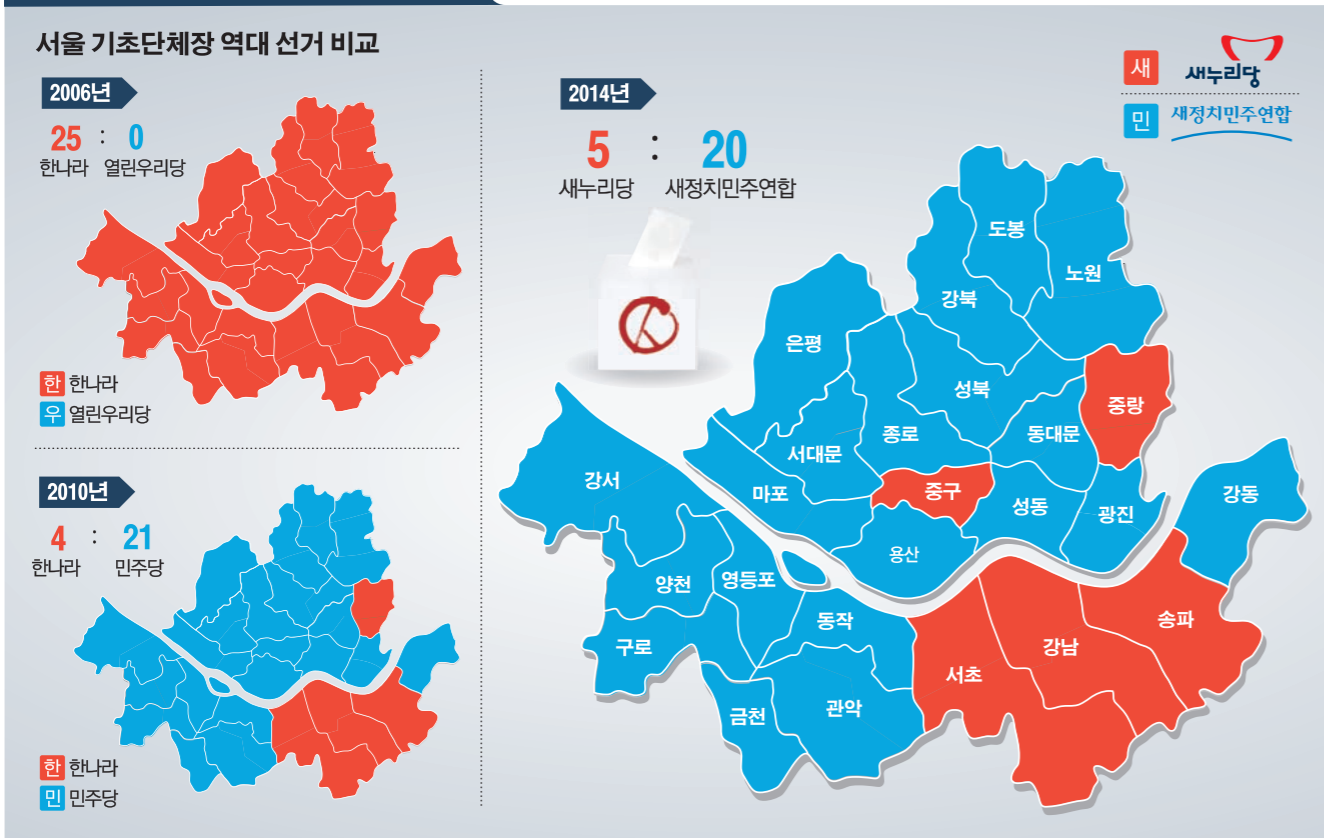 서울 기초단체장 역대 선거 비교
2006년
25 : 0
한나라 열린우리당
한 한나라
우 열린우리당
2010년
4 : 21
한나라 민주당
한 한나라
민 민주당
2014년
5 : 20
새누리당 새정치민주연합
새 새누리당
민 새정치민주연합
도봉
노원
강북
은평
성북
중랑
종로
동대문
서대문
강서
마포
중구
성동
광진
강동
용산
양천
영등포
동작
송파
구로
강남
서초
금천
관악